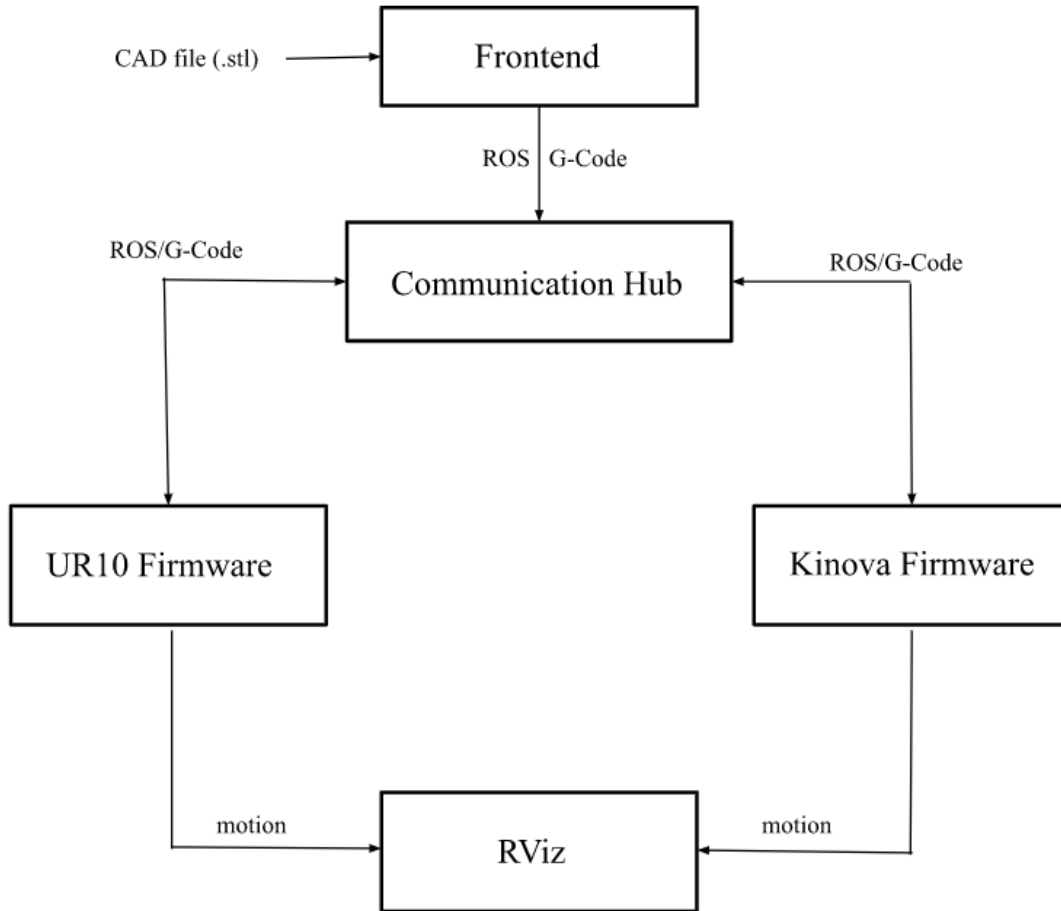 Frontend
CAD file (.stl)
ROS G-Code
ROS/G-Code
Communication Hub
ROS/G-Code
UR10 Firmware
Kinova Firmware
motion
RViz
motion